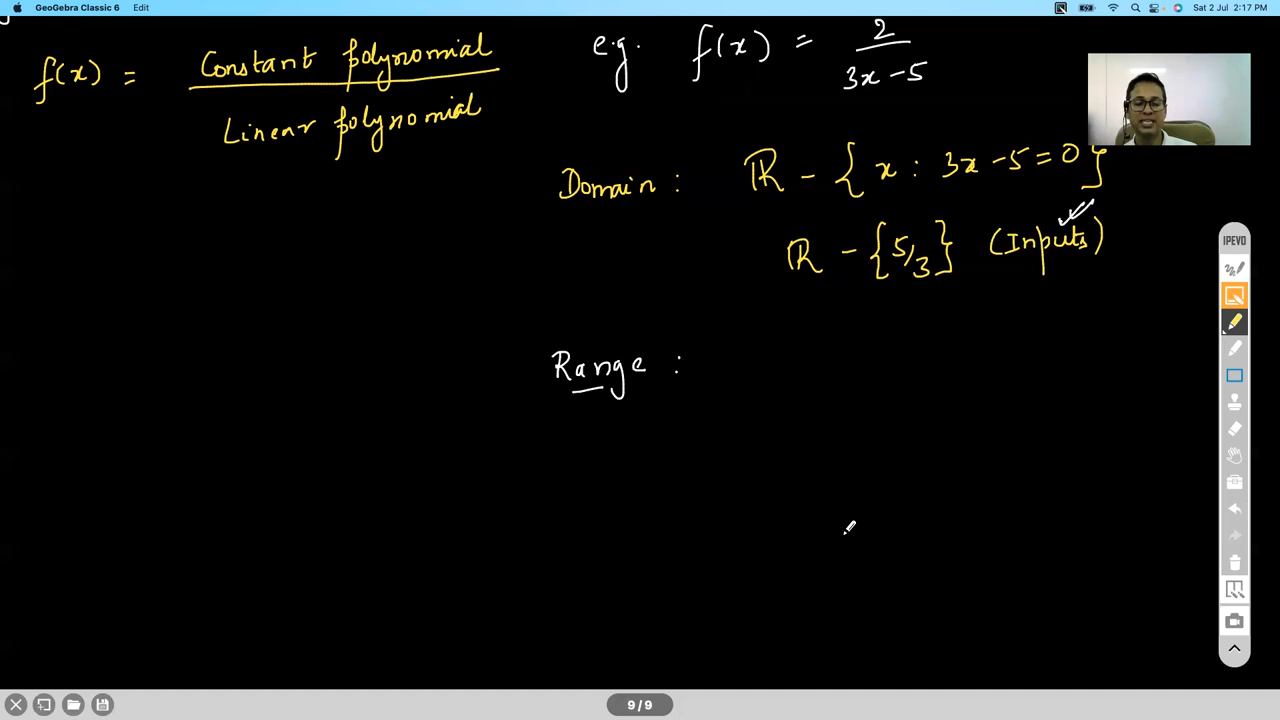 GeoGebra Classic 6 Edit Sat 2 Jul 2:17 PM
f(x) = Constant polynomial / Linear polynomial
e.g. f(x) = 2 / 3x - 5
Domain : ℝ - { x : 3x - 5 = 0 }
ℝ - { 5/3 } (Inputs)
Range :
IPEVO
9/9